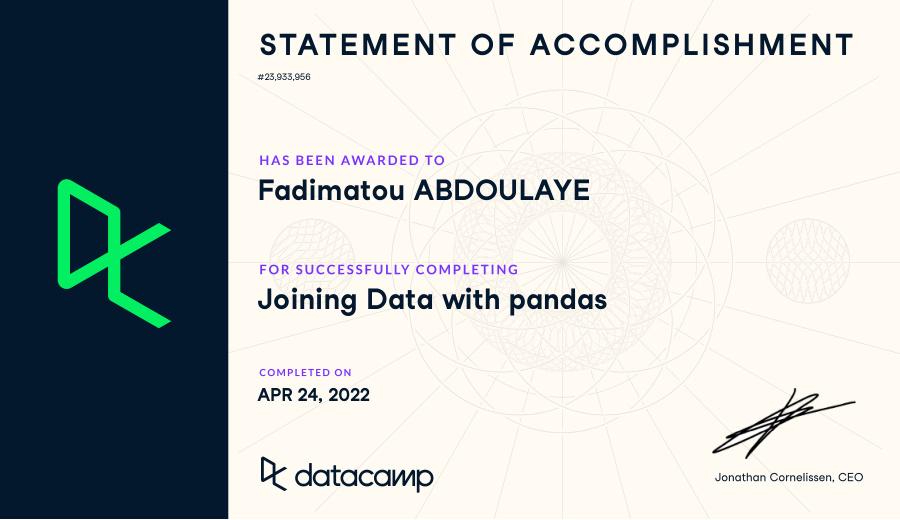 STATEMENT OF ACCOMPLISHMENT
#23,933,956
HAS BEEN AWARDED TO
Fadimatou ABDOULAYE
FOR SUCCESSFULLY COMPLETING
Joining Data with pandas
COMPLETED ON
APR 24, 2022
datacamp
Jonathan Cornelissen, CEO